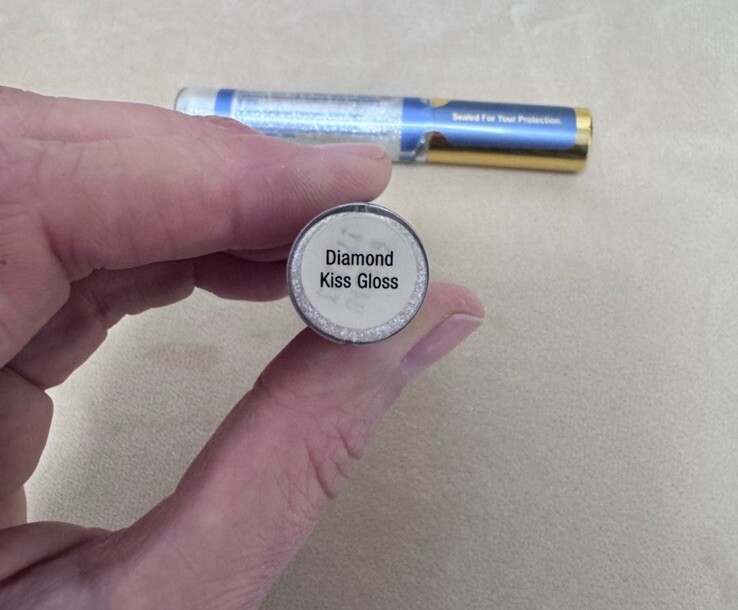 Sealed For Your Protection.
Diamond
Kiss Gloss